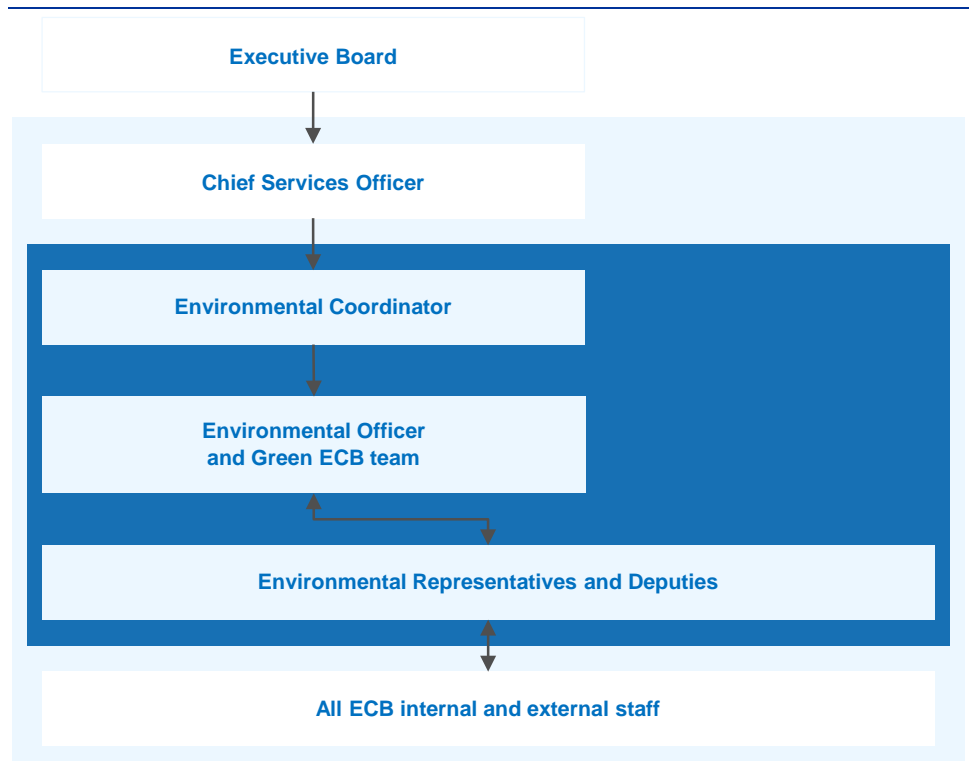 Executive Board
Chief Services Officer
Environmental Coordinator
Environmental Officer
and Green ECB team
Environmental Representatives and Deputies
All ECB internal and external staff